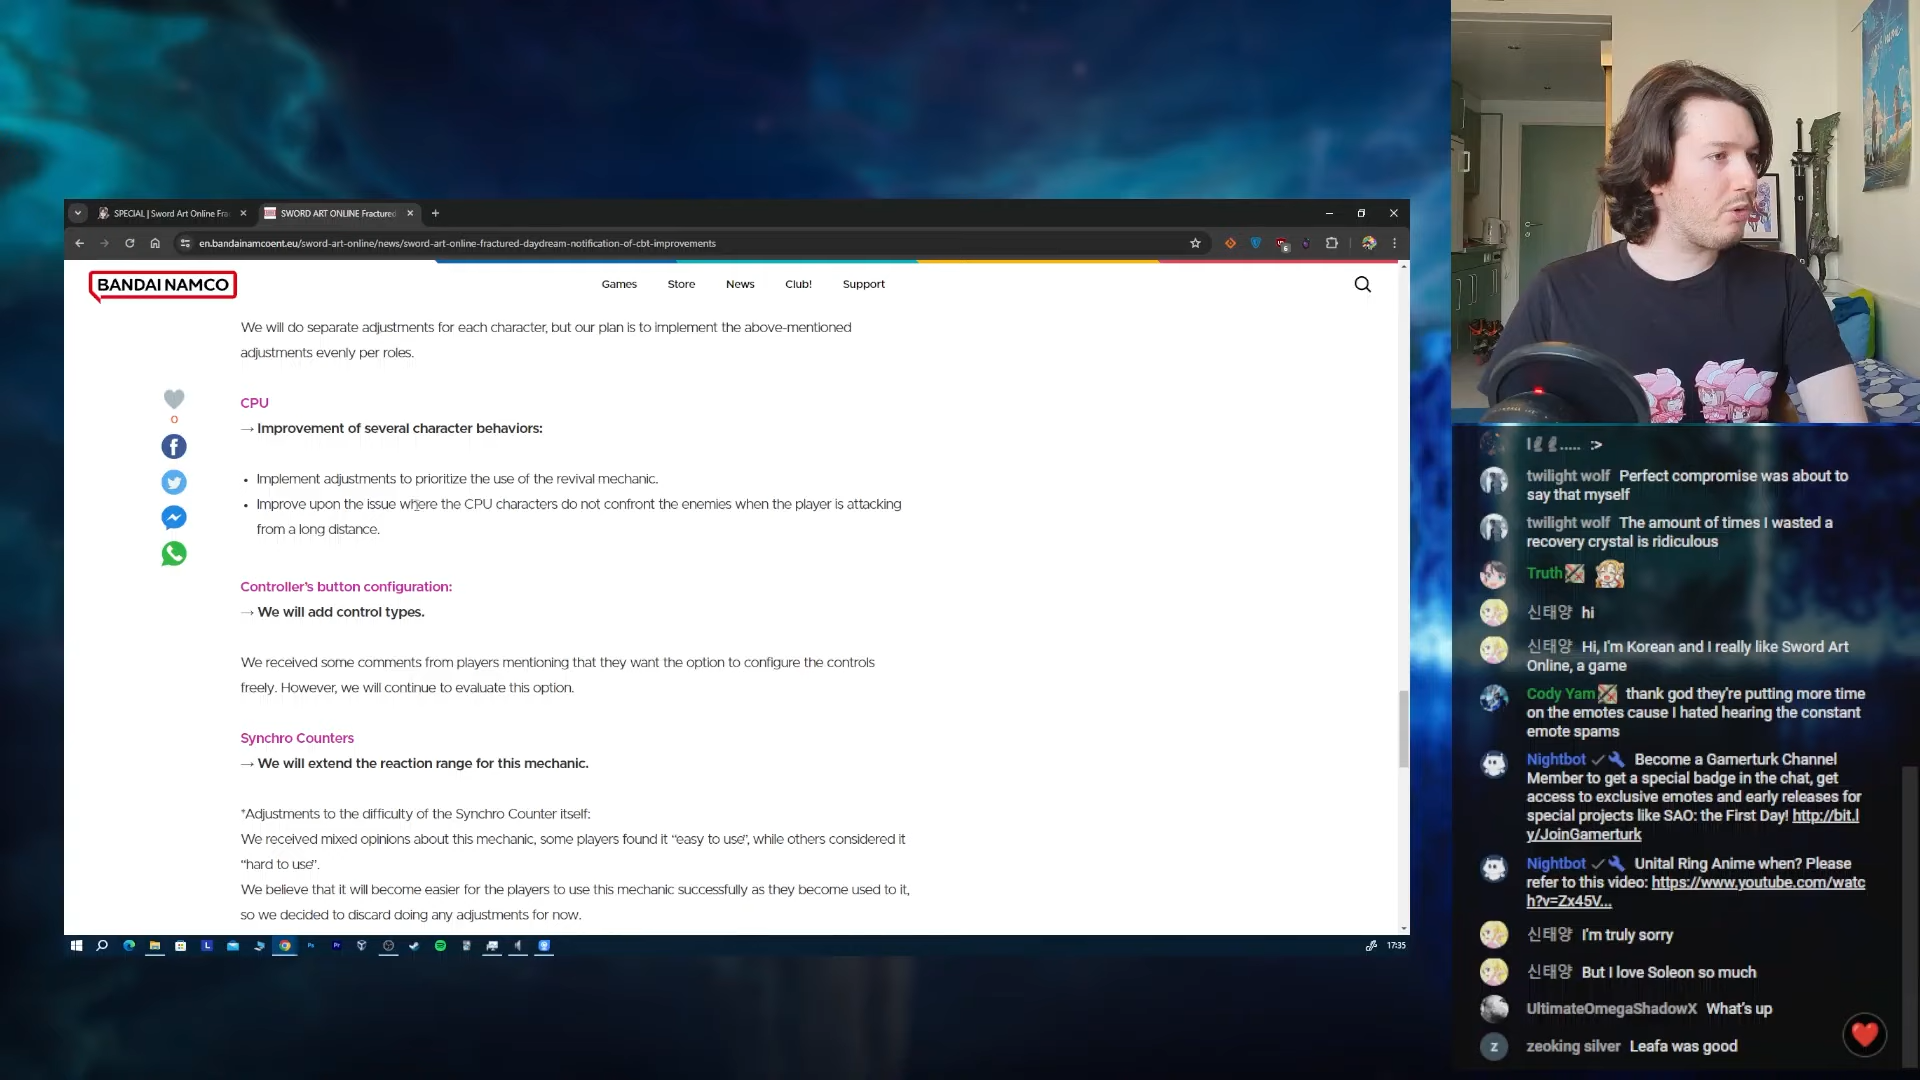 SPECIAL | Sword Art Online Fra
SWORD ART ONLINE Fractured
en.bandainamcoent.eu/sword-art-online/news/sword-art-online-fractured-daydream-notification-of-cbt-improvements
BANDAI NAMCO
Games
Store
News
Club!
Support
We will do separate adjustments for each character, but our plan is to implement the above-mentioned
adjustments evenly per roles.
0
CPU
→ Improvement of several character behaviors:
• Implement adjustments to prioritize the use of the revival mechanic.
• Improve upon the issue where the CPU characters do not confront the enemies when the player is attacking
from a long distance.
Controller's button configuration:
→ We will add control types.
We received some comments from players mentioning that they want the option to configure the controls
freely. However, we will continue to evaluate this option.
Synchro Counters
→ We will extend the reaction range for this mechanic.
*Adjustments to the difficulty of the Synchro Counter itself:
We received mixed opinions about this mechanic, some players found it “easy to use”, while others considered it
“hard to use”.
We believe that it will become easier for the players to use this mechanic successfully as they become used to it,
so we decided to discard doing any adjustments for now.
17:35
twilight wolf Perfect compromise was about to
say that myself
twilight wolf The amount of times I wasted a
recovery crystal is ridiculous
Truth
신태양 hi
신태양 Hi, I'm Korean and I really like Sword Art
Online, a game
Cody Yam thank god they're putting more time
on the emotes cause I hated hearing the constant
emote spams
Nightbot Become a Gamerturk Channel
Member to get a special badge in the chat, get
access to exclusive emotes and early releases for
special projects like SAO: the First Day! http://bit.l
y/JoinGamerturk
Nightbot Unital Ring Anime when? Please
refer to this video: https://www.youtube.com/watc
h?v=Zx45V...
신태양 I'm truly sorry
신태양 But I love Soleon so much
UltimateOmegaShadowX What's up
z
zeoking silver Leafa was good